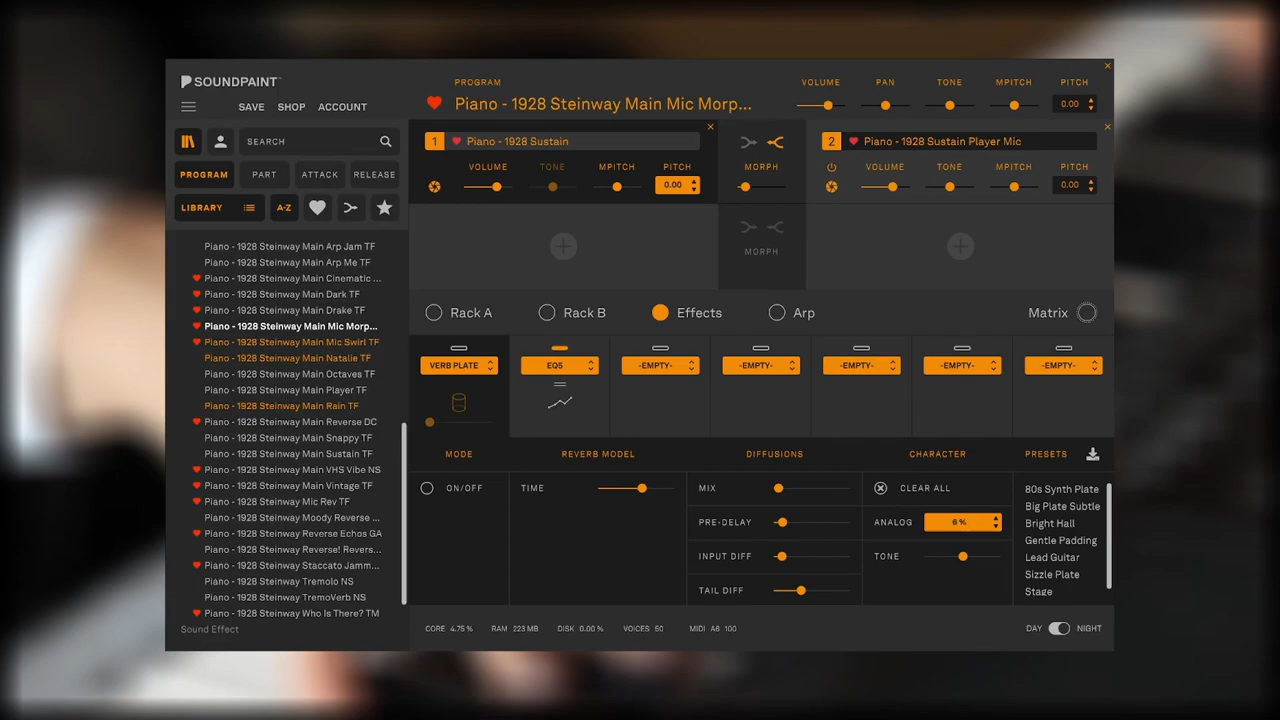 SOUNDPAINT
SAVE SHOP ACCOUNT
PROGRAM
Piano - 1928 Steinway Main Mic Morp...
VOLUME PAN TONE MPITCH PITCH
0.00
SEARCH
PROGRAM PART ATTACK RELEASE
LIBRARY A-Z
1 Piano - 1928 Sustain
VOLUME TONE MPITCH PITCH
0.00
MORPH
2 Piano - 1928 Sustain Player Mic
VOLUME TONE MPITCH PITCH
0.00
MORPH
Piano - 1928 Steinway Main Arp Jam TF
Piano - 1928 Steinway Main Arp Me TF
Piano - 1928 Steinway Main Cinematic ...
Piano - 1928 Steinway Main Dark TF
Piano - 1928 Steinway Main Drake TF
Piano - 1928 Steinway Main Mic Morp...
Piano - 1928 Steinway Main Mic Swirl TF
Piano - 1928 Steinway Main Natalie TF
Piano - 1928 Steinway Main Octaves TF
Piano - 1928 Steinway Main Player TF
Piano - 1928 Steinway Main Rain TF
Piano - 1928 Steinway Main Reverse DC
Piano - 1928 Steinway Main Snappy TF
Piano - 1928 Steinway Main Sustain TF
Piano - 1928 Steinway Main VHS Vibe NS
Piano - 1928 Steinway Main Vintage TF
Piano - 1928 Steinway Mic Rev TF
Piano - 1928 Steinway Moody Reverse ...
Piano - 1928 Steinway Reverse Echos GA
Piano - 1928 Steinway Reverse! Revers...
Piano - 1928 Steinway Staccato Jamm...
Piano - 1928 Steinway Tremolo NS
Piano - 1928 Steinway TremoVerb NS
Piano - 1928 Steinway Who Is There? TM
Sound Effect
Rack A Rack B Effects Arp Matrix
VERB PLATE EQ5 -EMPTY- -EMPTY- -EMPTY- -EMPTY- -EMPTY-
MODE REVERB MODEL DIFFUSIONS CHARACTER PRESETS
ON/OFF
TIME
MIX
PRE-DELAY
INPUT DIFF
TAIL DIFF
CLEAR ALL
ANALOG 6 %
TONE
80s Synth Plate
Big Plate Subtle
Bright Hall
Gentle Padding
Lead Guitar
Sizzle Plate
Stage
CORE 4.75 % RAM 223 MB DISK 0.00 % VOICES 50 MIDI A6 100
DAY NIGHT